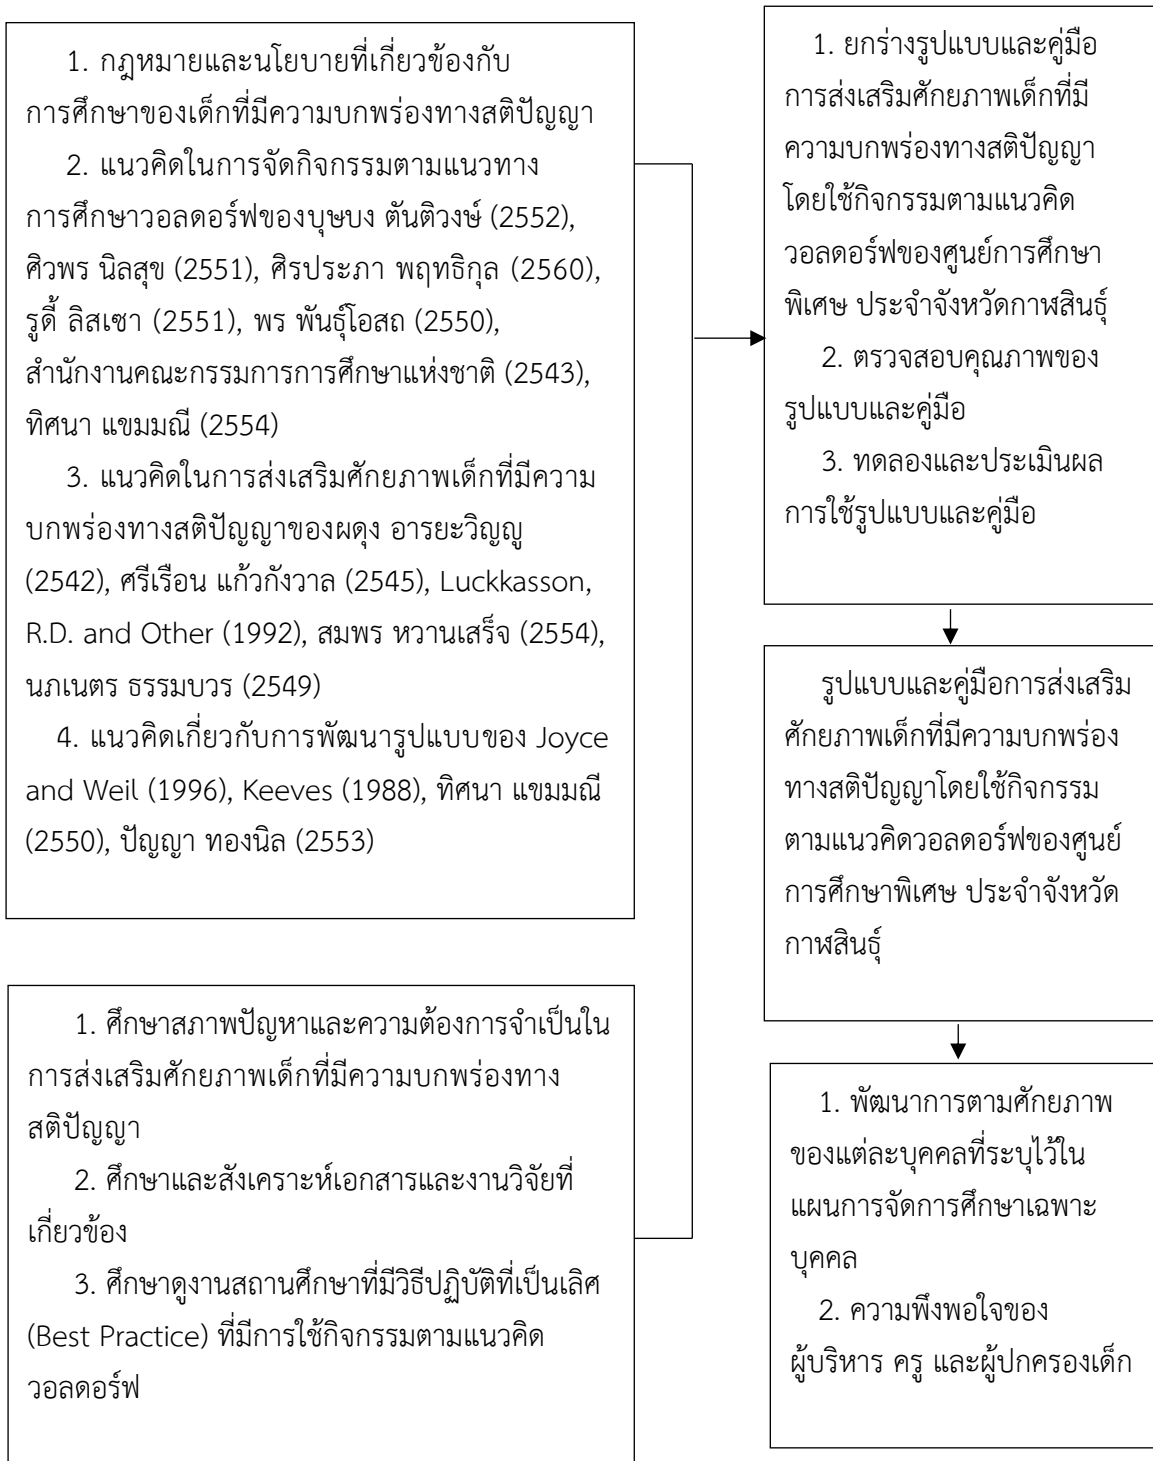 1. กฎหมายและนโยบายที่เกี่ยวข้องกับ
การศึกษาของเด็กที่มีความบกพร่องทางสติปัญญา
2. แนวคิดในการจัดกิจกรรมตามแนวทาง
การศึกษาวอลดอร์ฟของบุษบง ตันติวงษ์ (2552),
ศิวพร นิลสุข (2551), ศิรประภา พฤทธิกุล (2560),
รูดี้ ลิสเซา (2551), พร พันธุ์โอสถ (2550),
สำนักงานคณะกรรมการการศึกษาแห่งชาติ (2543),
ทิศนา แขมมณี (2554)
3. แนวคิดในการส่งเสริมศักยภาพเด็กที่มีความ
บกพร่องทางสติปัญญาของผดุง อารยะวิญญู
(2542), ศรีเรือน แก้วกังวาล (2545), Luckkasson,
R.D. and Other (1992), สมพร หวานเสร็จ (2554),
นภเนตร ธรรมบวร (2549)
4. แนวคิดเกี่ยวกับการพัฒนารูปแบบของ Joyce
and Weil (1996), Keeves (1988), ทิศนา แขมมณี
(2550), ปัญญา ทองนิล (2553)
1. ศึกษาสภาพปัญหาและความต้องการจำเป็นใน
การส่งเสริมศักยภาพเด็กที่มีความบกพร่องทาง
สติปัญญา
2. ศึกษาและสังเคราะห์เอกสารและงานวิจัยที่
เกี่ยวข้อง
3. ศึกษาดูงานสถานศึกษาที่มีวิธีปฏิบัติที่เป็นเลิศ
(Best Practice) ที่มีการใช้กิจกรรมตามแนวคิด
วอลดอร์ฟ
1. ยกร่างรูปแบบและคู่มือ
การส่งเสริมศักยภาพเด็กที่มี
ความบกพร่องทางสติปัญญา
โดยใช้กิจกรรมตามแนวคิด
วอลดอร์ฟของศูนย์การศึกษา
พิเศษ ประจำจังหวัดกาฬสินธุ์
2. ตรวจสอบคุณภาพของ
รูปแบบและคู่มือ
3. ทดลองและประเมินผล
การใช้รูปแบบและคู่มือ
รูปแบบและคู่มือการส่งเสริม
ศักยภาพเด็กที่มีความบกพร่อง
ทางสติปัญญาโดยใช้กิจกรรม
ตามแนวคิดวอลดอร์ฟของศูนย์
การศึกษาพิเศษ ประจำจังหวัด
กาฬสินธุ์
1. พัฒนาการตามศักยภาพ
ของแต่ละบุคคลที่ระบุไว้ใน
แผนการจัดการศึกษาเฉพาะ
บุคคล
2. ความพึงพอใจของ
ผู้บริหาร ครู และผู้ปกครองเด็ก